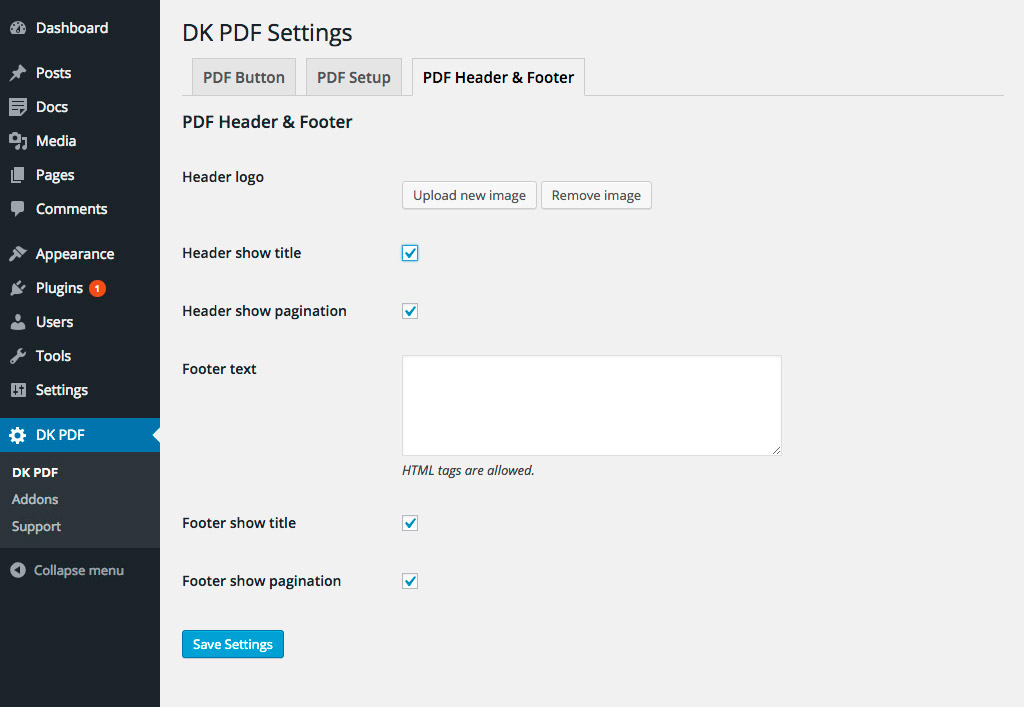 Dashboard
Posts
Docs
Media
Pages
Comments
Appearance
Plugins 1
Users
Tools
Settings
DK PDF
DK PDF
Addons
Support
Collapse menu
DK PDF Settings
PDF Button PDF Setup PDF Header & Footer
PDF Header & Footer
Header logo
Upload new image Remove image
Header show title
Header show pagination
Footer text
HTML tags are allowed.
Footer show title
Footer show pagination
Save Settings